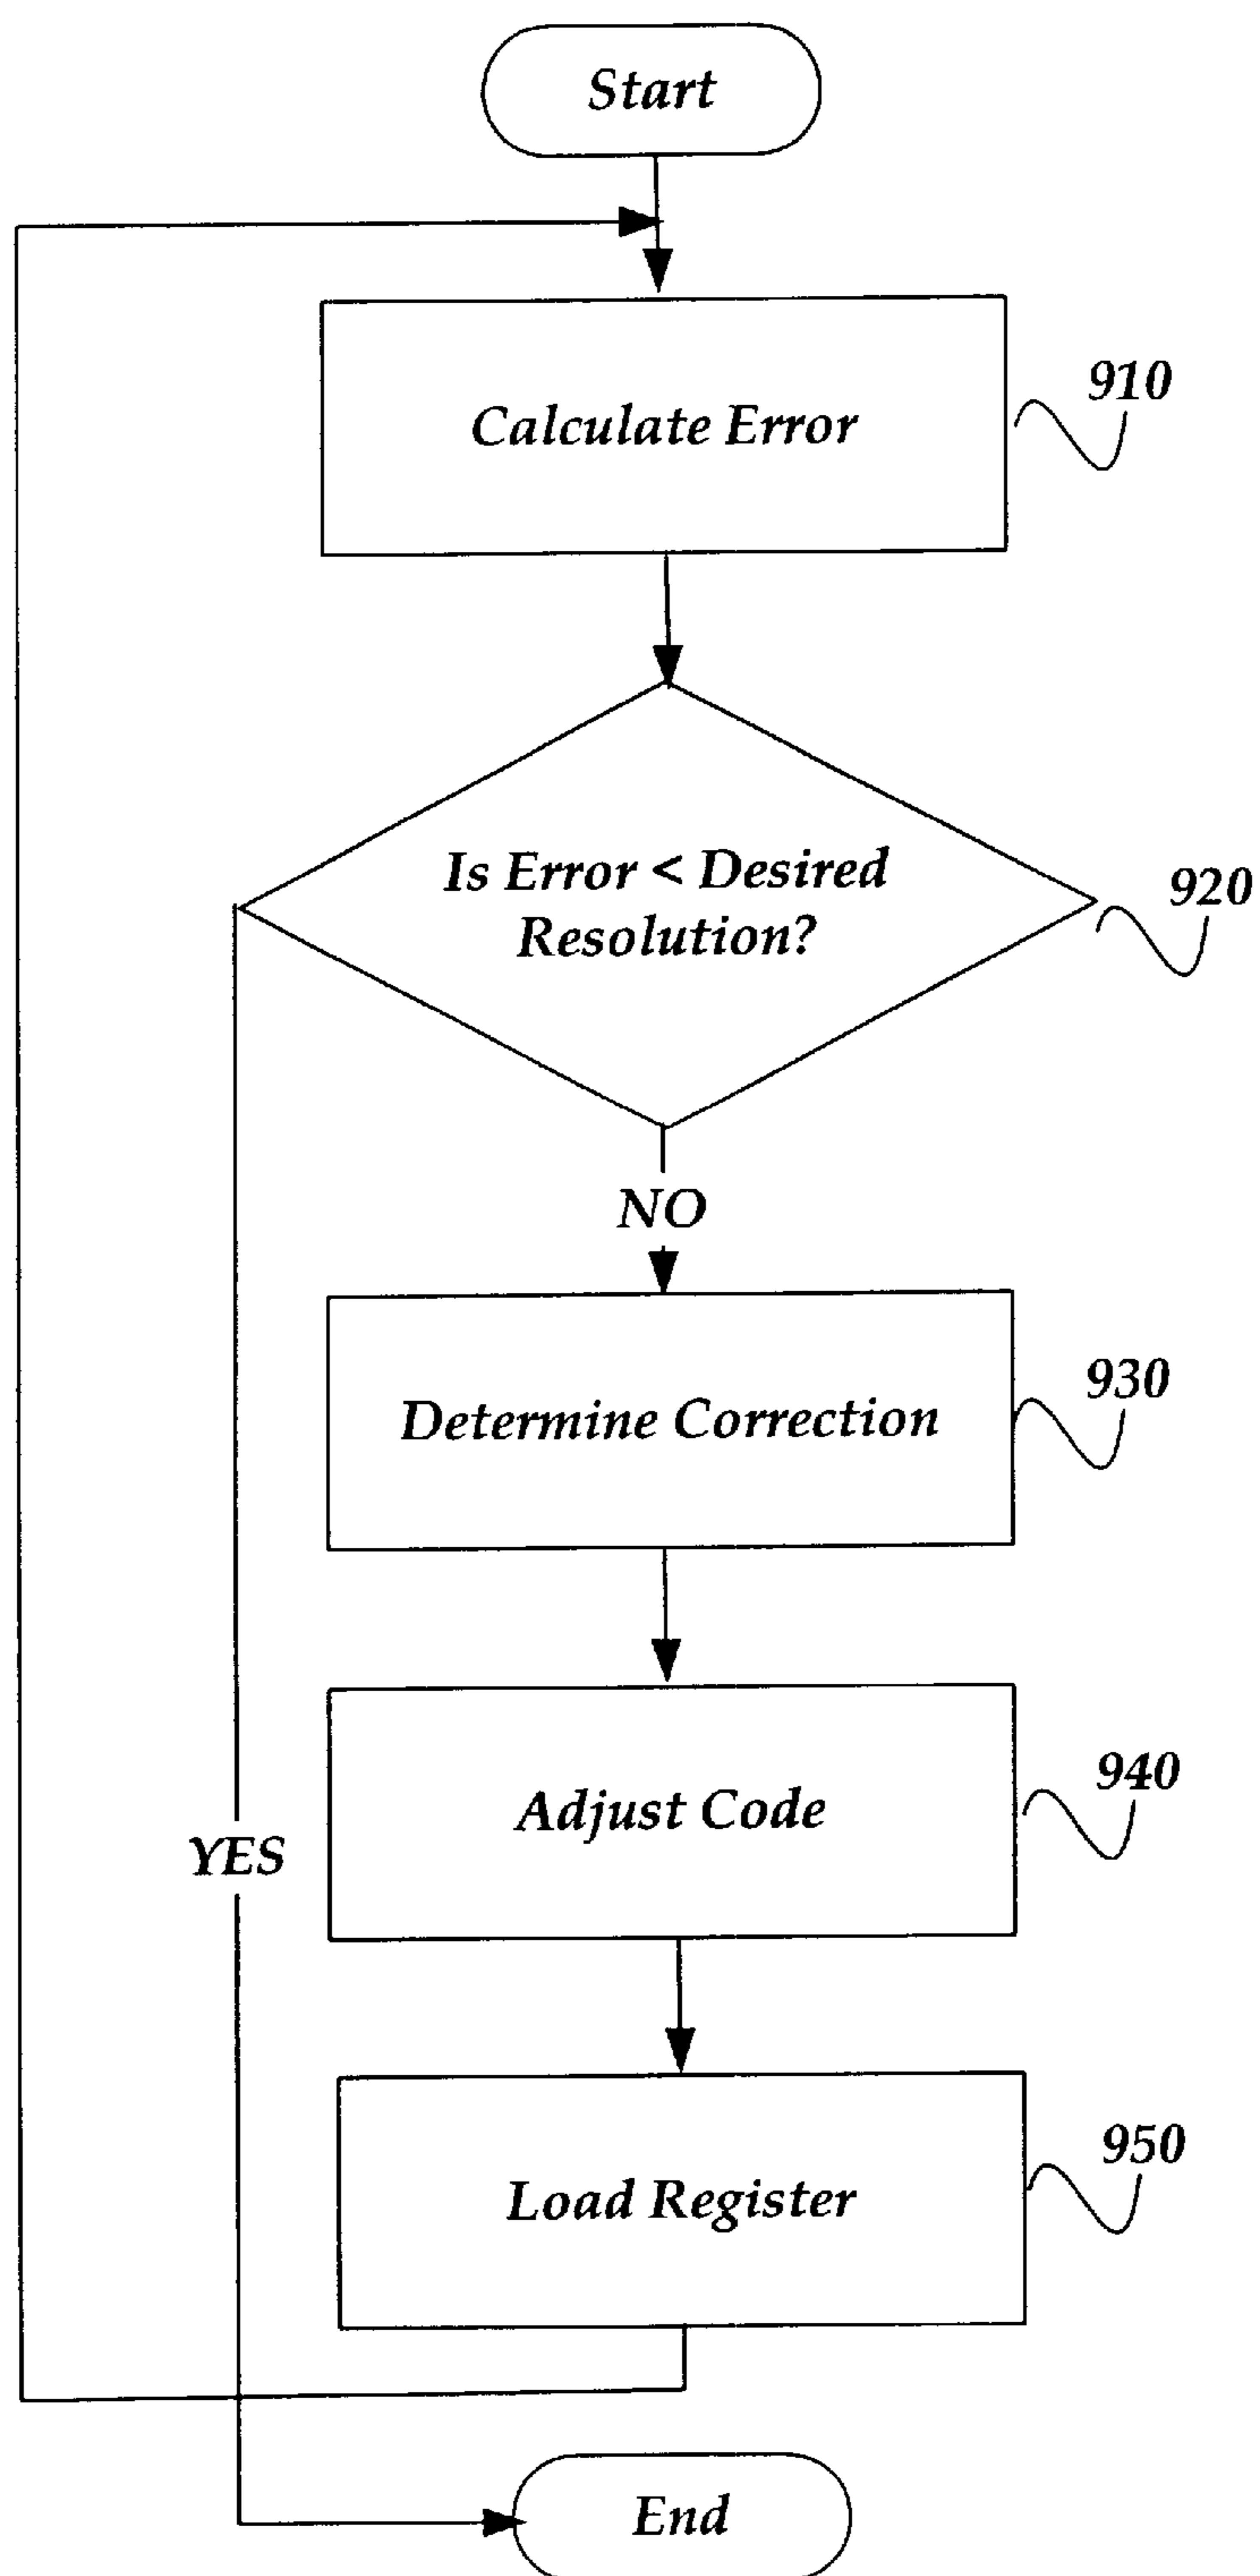 Start
Calculate Error
910
Is Error < Desired
Resolution?
920
NO
Determine Correction
930
Adjust Code
940
YES
Load Register
950
End